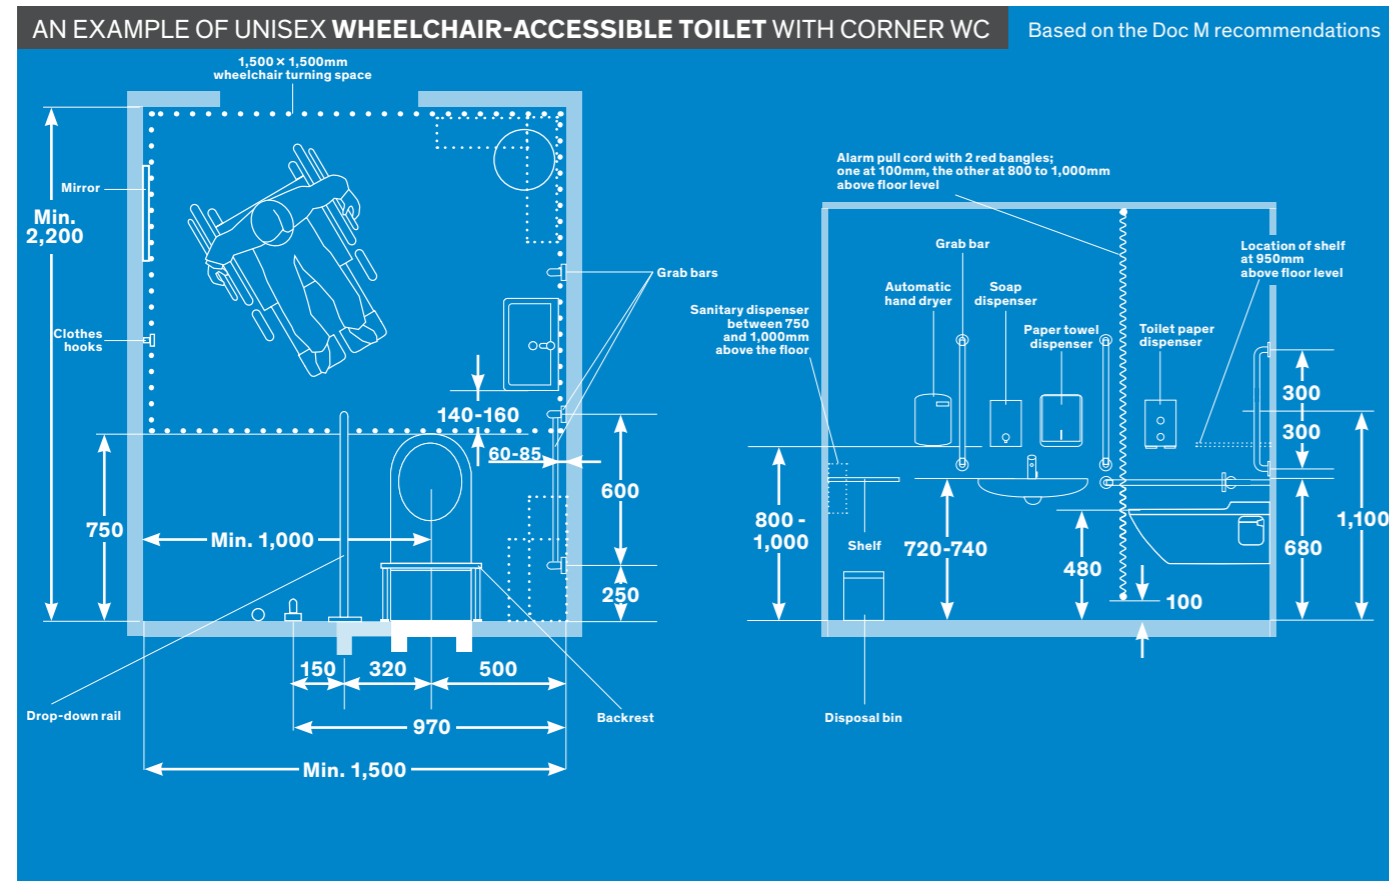 AN EXAMPLE OF UNISEX WHEELCHAIR-ACCESSIBLE TOILET WITH CORNER WC
Based on the Doc M recommendations
1,500 × 1,500mm
wheelchair turning space
Mirror
Min.
2,200
Clothes
hooks
Grab bars
140-160
60-85
600
750
Min. 1,000
250
150
320
500
Drop-down rail
970
Backrest
Min. 1,500
Alarm pull cord with 2 red bangles;
one at 100mm, the other at 800 to 1,000mm
above floor level
Grab bar
Location of shelf
at 950mm
above floor level
Automatic
hand dryer
Soap
dispenser
Sanitary dispenser
between 750
and 1,000mm
above the floor
Paper towel
dispenser
Toilet paper
dispenser
300
300
800 -
1,000
Shelf
720-740
480
680
1,100
100
Disposal bin